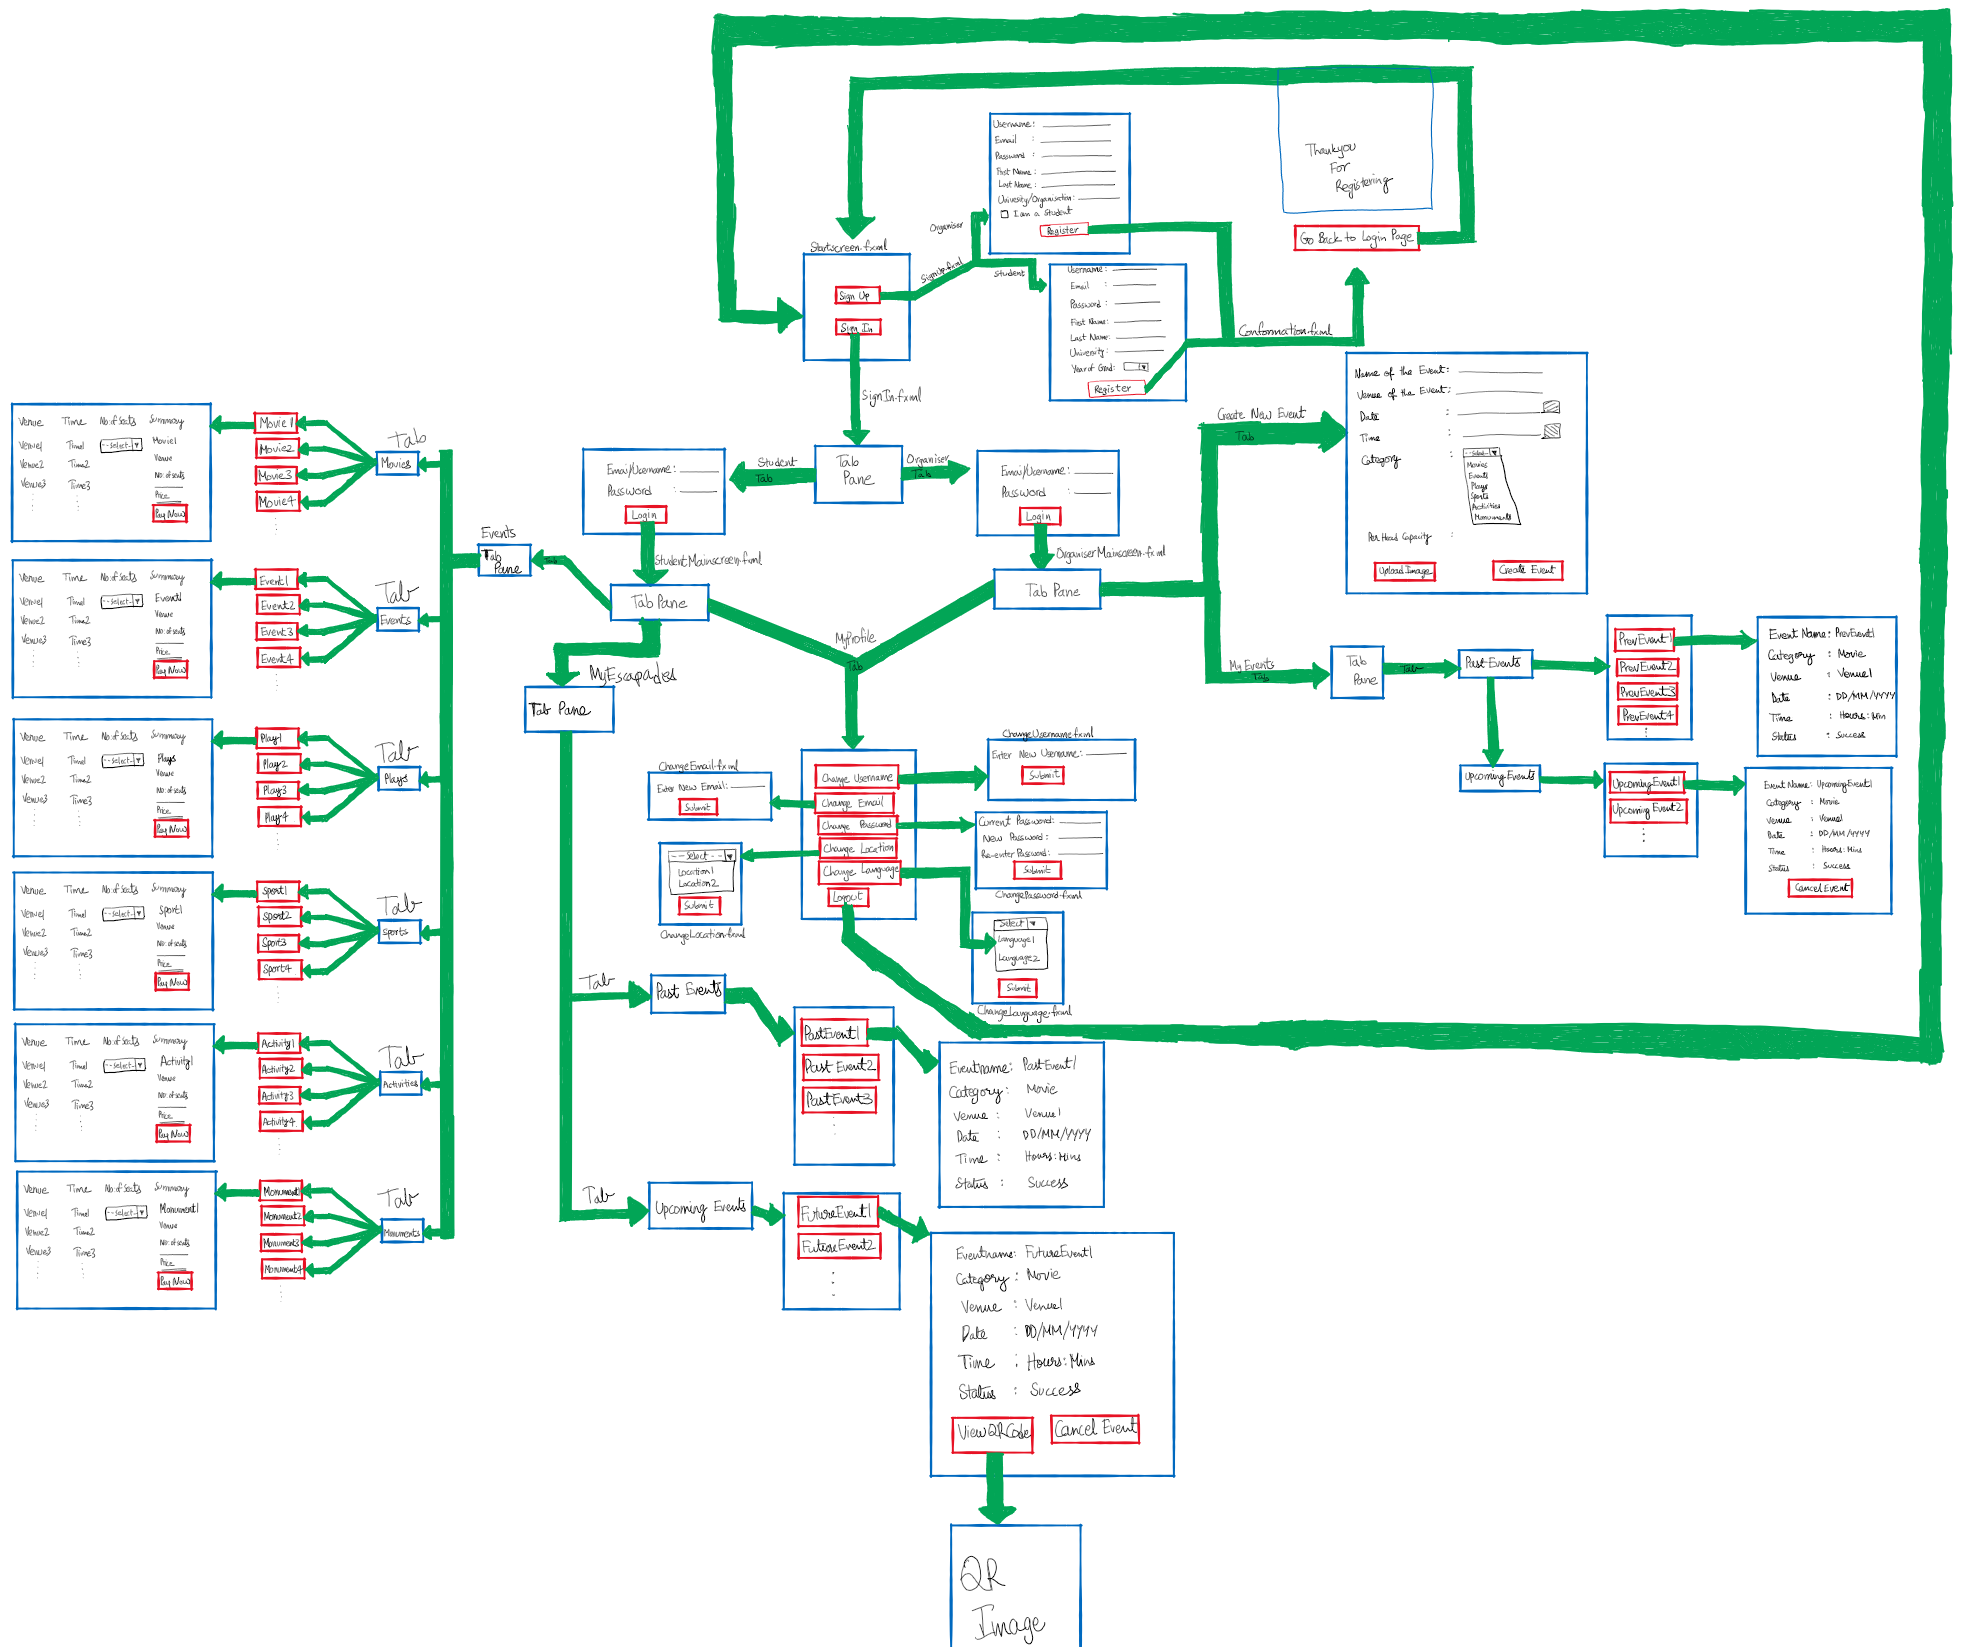 Username:
Email :
Password :
First Name:
Last Name:
University/Organisation:
I am a Student
Register
Organiser
Thankyou
For
Registering
Go Back to Login Page
Startscreen.fxml
Sign Up
Sign In
SignUp.fxml
Student
Username:
Email :
Password :
First Name:
Last Name:
University:
Year of Grad:
Register
Conformation.fxml
SignIn.fxml
Tab
Pane
Student
Tab
Organiser
Tab
Email/Username:
Password :
Login
Email/Username:
Password :
Login
StudentMainscreen.fxml
OrganiserMainscreen.fxml
Tab Pane
Tab Pane
Create New Event
Tab
Name of the Event:
Venue of the Event:
Date :
Time :
Category :
--Select--
Movies
Events
Plays
Sports
Activities
Monuments
Per Head Capacity :
Upload Image
Create Event
My Events
Tab
Tab
Pane
Tab
Past Events
PrevEvent1
PrevEvent2
PrevEvent3
PrevEvent4
Event Name: PrevEvent1
Category : Movie
Venue : Venue1
Date : DD/MM/YYYY
Time : Hours:Min
Status : Success
UpcomingEvents
UpcomingEvent1
Upcoming Event2
Event Name: UpcomingEvent1
Category : Movie
Venue : Venue1
Date : DD/MM/YYYY
Time : Hours:Mins
Status : Success
Cancel Event
MyProfile
Tab
Change Username
Change Email
Change Password
Change Location
Change Language
Logout
ChangeUsername.fxml
Enter New Username:
Submit
ChangeEmail.fxml
Enter New Email:
Submit
Current Password:
New Password:
Re-enter Password:
Submit
ChangePassword.fxml
--Select--
Location1
Location2
Submit
ChangeLocation.fxml
Select
Language1
Language2
Submit
ChangeLanguage.fxml
Events
Tab
Pane
Tab
Tab
Movies
Movie1
Movie2
Movie3
Movie4
Venue Time No.of Seats Summary
Venue1 Time1 --Select-- Movie1
Venue2 Time2 Venue
Venue3 Time3 No. of seats
Price
Pay Now
Tab
Events
Event1
Event2
Event3
Event4
Venue Time No.of Seats Summary
Venue1 Time1 --Select-- Event1
Venue2 Time2 Venue
Venue3 Time3 No. of seats
Price
Pay Now
Tab
Plays
Play1
Play2
Play3
Play4
Venue Time No.of Seats Summary
Venue1 Time1 --Select-- Plays
Venue2 Time2 Venue
Venue3 Time3 No. of seats
Price
Pay Now
Tab
Sports
Sport1
Sport2
Sport3
Sport4
Venue Time No.of Seats Summary
Venue1 Time1 --Select-- Sport1
Venue2 Time2 Venue
Venue3 Time3 No. of seats
Price
Pay Now
Tab
Activities
Activity1
Activity2
Activity3
Activity4
Venue Time No.of Seats Summary
Venue1 Time1 --Select-- Activity1
Venue2 Time2 Venue
Venue3 Time3 No. of seats
Price
Pay Now
Tab
Monuments
Monument1
Monument2
Monument3
Monument4
Venue Time No.of Seats Summary
Venue1 Time1 --Select-- Monument1
Venue2 Time2 Venue
Venue3 Time3 No. of seats
Price
Pay Now
MyEscapades
Tab Pane
Tab
Past Events
PastEvent1
Past Event2
PastEvent3
Eventname: PastEvent1
Category : Movie
Venue : Venue1
Date : DD/MM/YYYY
Time : Hours:Mins
Status : Success
Tab
Upcoming Events
FutureEvent1
FutureEvent2
Eventname: FutureEvent1
Category : Movie
Venue : Venue1
Date : DD/MM/YYYY
Time : Hours:Mins
Status : Success
ViewQRCode
Cancel Event
QR
Image